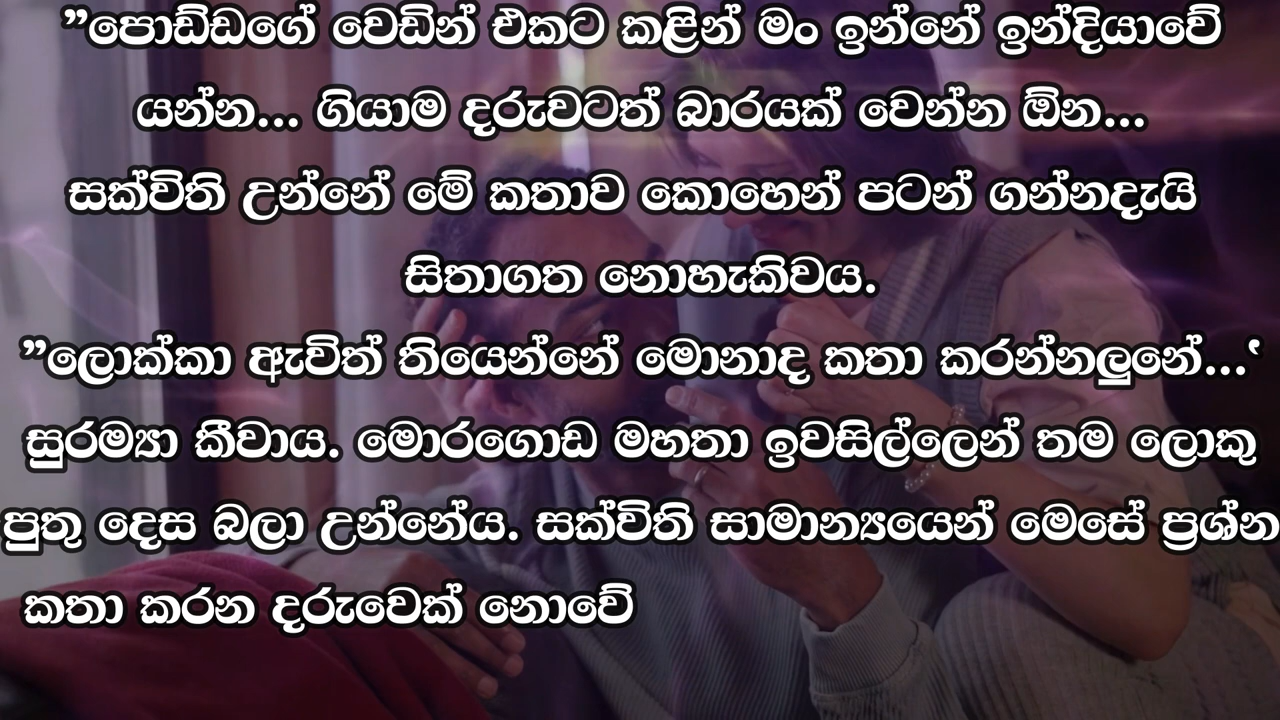 ”පොඩ්ඩගේ වෙඩින් එකට කළින් මං ඉන්නේ ඉන්දියාවේ
යන්න... ගියාම දරුවටත් බාරයක් වෙන්න ඕන...
සක්විති උන්නේ මේ කතාව කොහෙන් පටන් ගන්නදැයි
සිතාගත නොහැකිවය.
”ලොක්කා ඇවිත් තියෙන්නේ මොනාද කතා කරන්නලුනේ...‘
සුරම්‍යා කීවාය. මොරගොඩ මහතා ඉවසිල්ලෙන් තම ලොකු
පුතු දෙස බලා උන්නේය. සක්විති සාමාන්‍යයෙන් මෙසේ ප්‍රශ්න
කතා කරන දරුවෙක් නොවේ